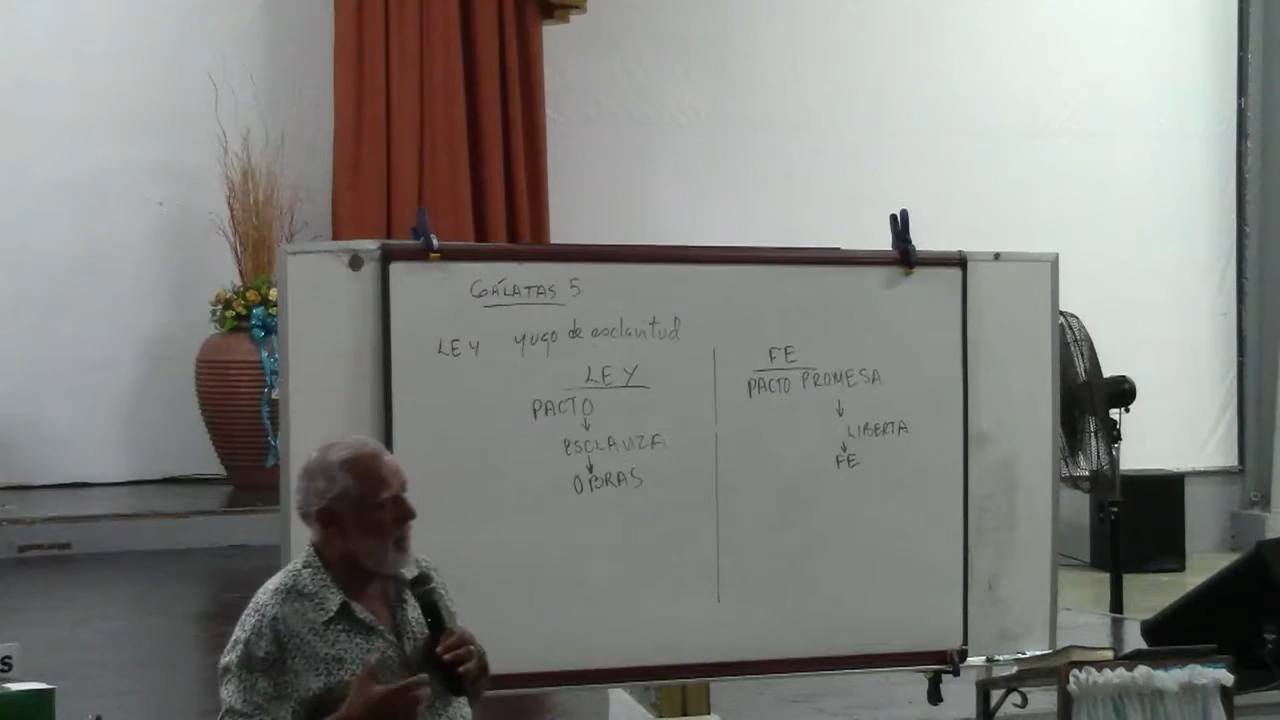 GÁLATAS 5
LEY yugo de esclavitud
LEY
PACTO
↓
esCLAVIZA
↓
OBRAS
FE
PACTO PROMESA
↓
LIBERTA
↓
FE
S